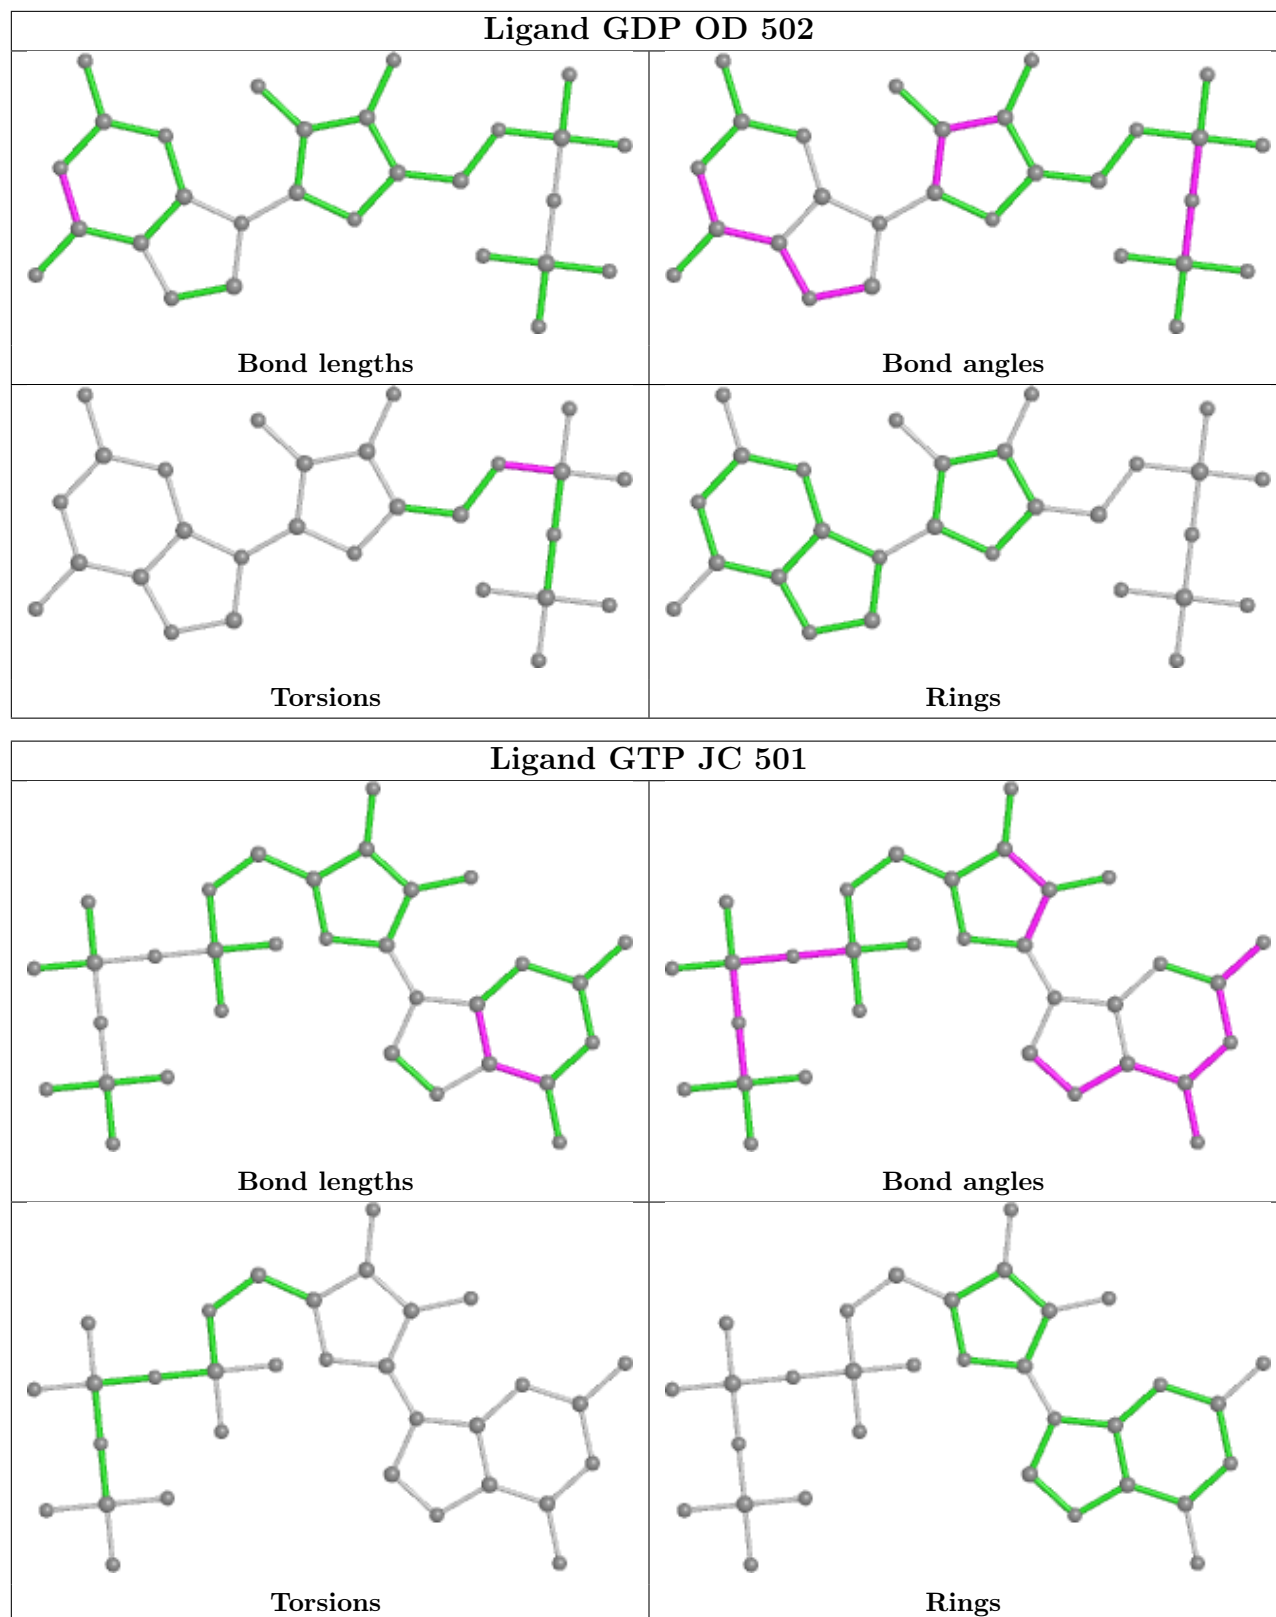 Ligand GDP OD 502
Bond lengths
Bond angles
Torsions
Rings
Ligand GTP JC 501
Bond lengths
Bond angles
Torsions
Rings